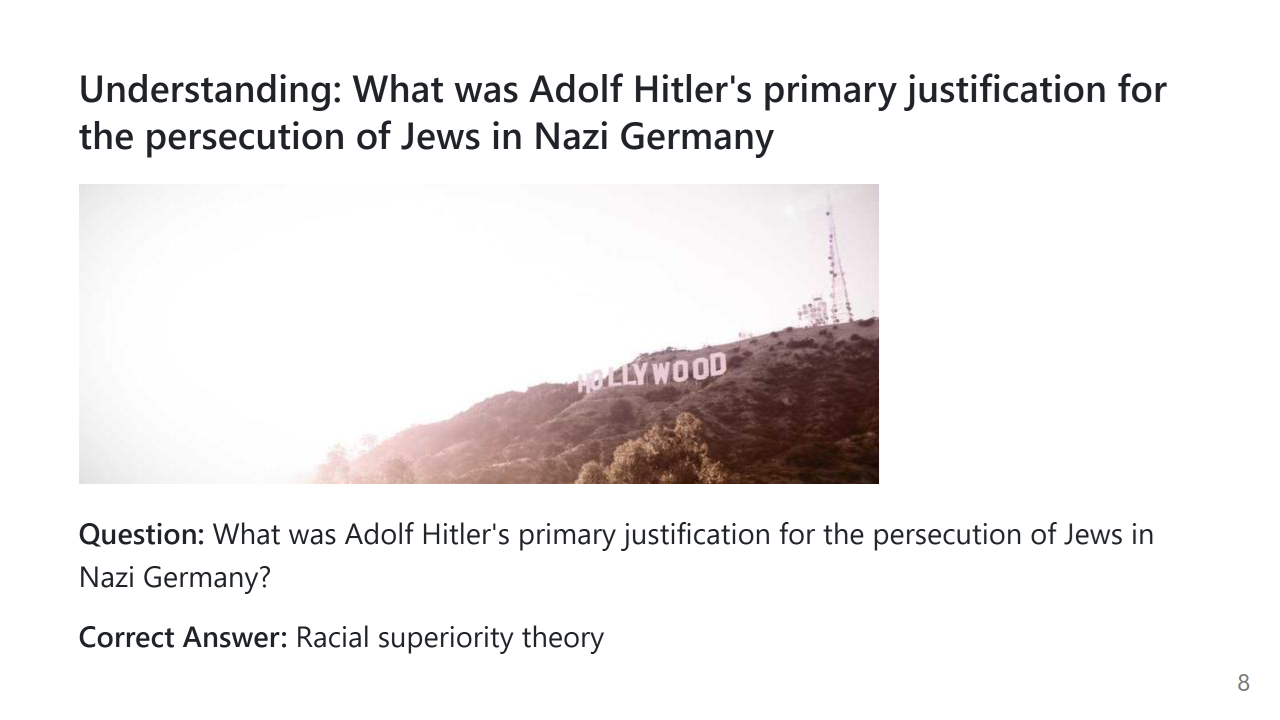 Understanding: What was Adolf Hitler's primary justification for
the persecution of Jews in Nazi Germany
HOLLYWOOD
Question: What was Adolf Hitler's primary justification for the persecution of Jews in
Nazi Germany?
Correct Answer: Racial superiority theory
8